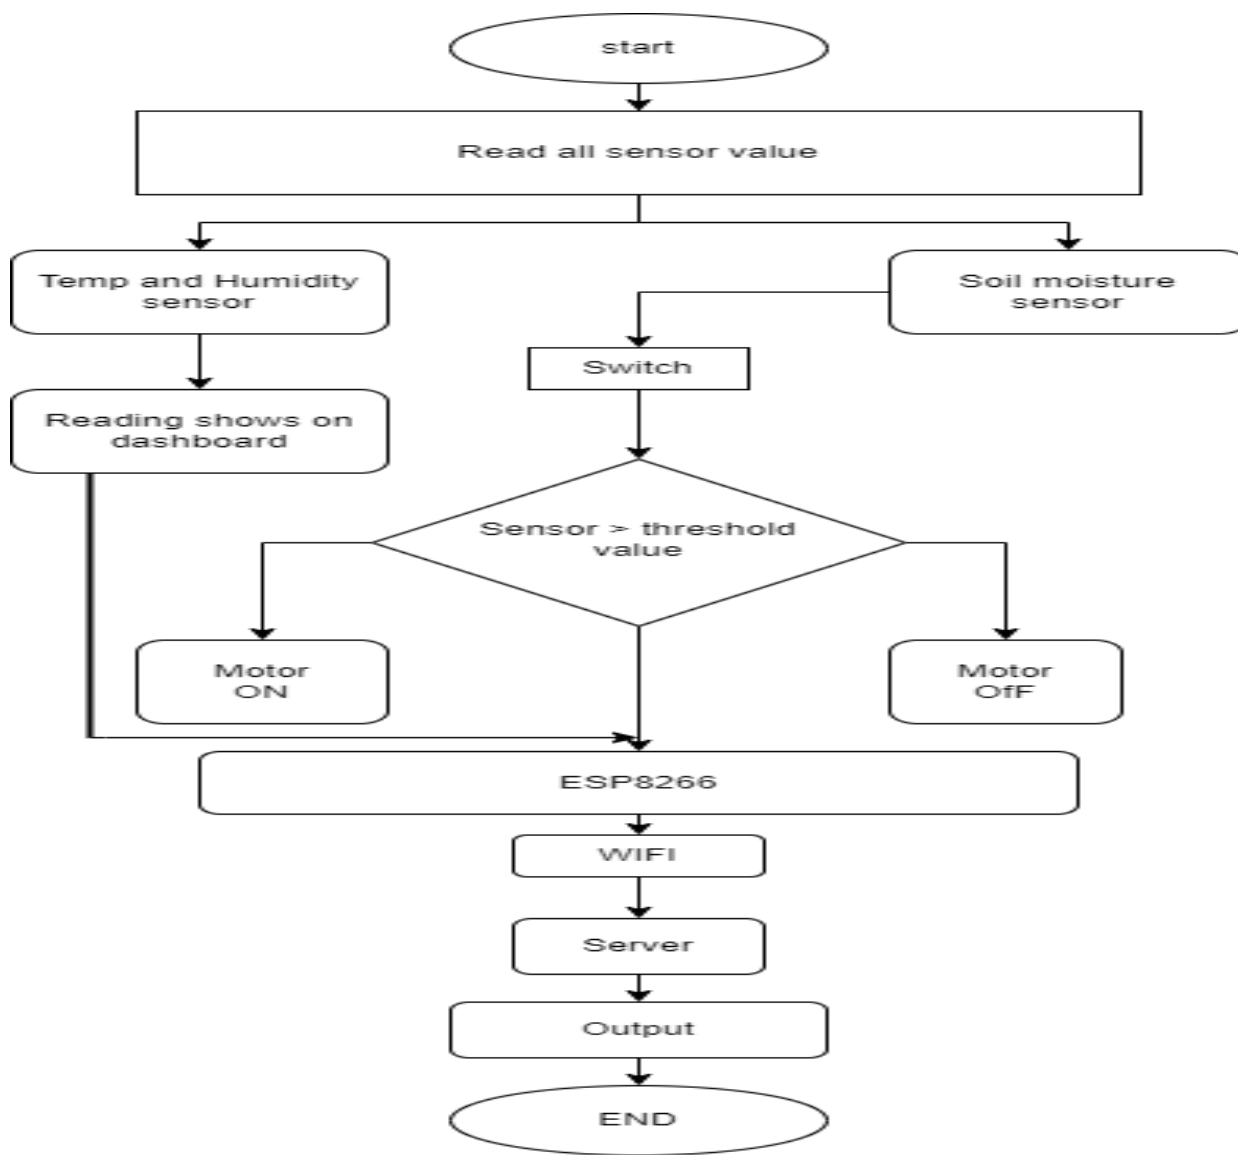 start
Read all sensor value
Temp and Humidity
sensor
Soil moisture
sensor
Switch
Reading shows on
dashboard
Sensor > threshold
value
Motor
ON
Motor
OfF
ESP8266
WIFI
Server
Output
END